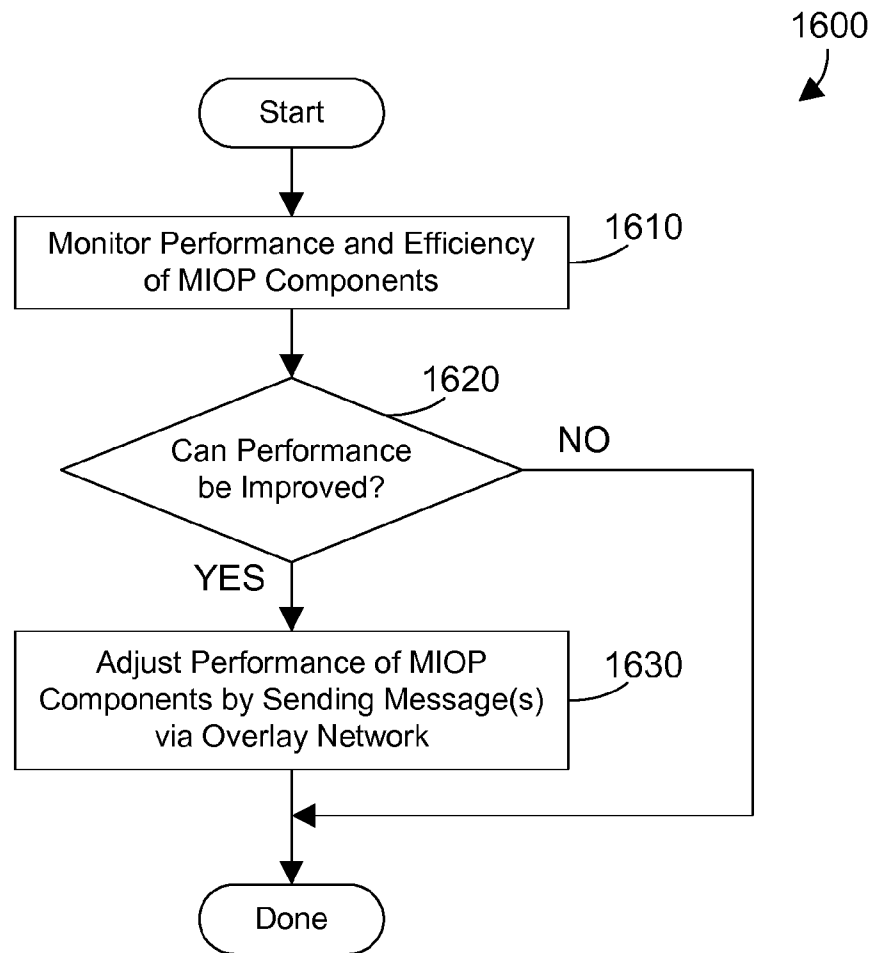 1600
Start
Monitor Performance and Efficiency
of MIOP Components
1610
1620
Can Performance
be Improved?
NO
YES
Adjust Performance of MIOP
Components by Sending Message(s)
via Overlay Network
1630
Done